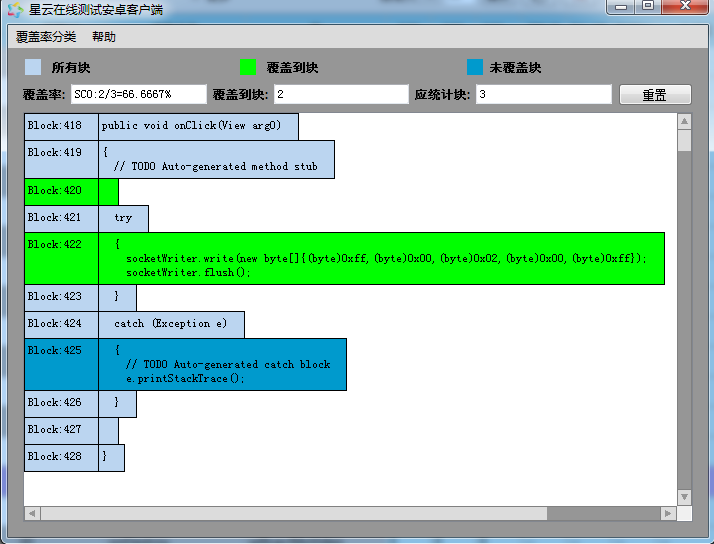 星云在线测试安卓客户端
覆盖率分类 帮助
所有块 覆盖到块 未覆盖块
覆盖率: SC0:2/3=66.6667% 覆盖到块: 2 应统计块: 3 重置
Block:418 public void onClick(View arg0)
Block:419 {
// TODO Auto-generated method stub
Block:420
Block:421 try
Block:422 {
socketWriter.write(new byte[]{(byte)0xff,(byte)0x00,(byte)0x02,(byte)0x00,(byte)0xff});
socketWriter.flush();
Block:423 }
Block:424 catch (Exception e)
Block:425 {
// TODO Auto-generated catch block
e.printStackTrace();
Block:426 }
Block:427
Block:428 }